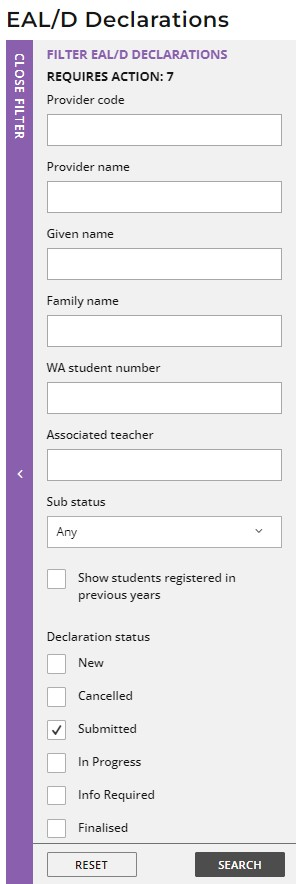 EAL/D Declarations
CLOSE FILTER
FILTER EAL/D DECLARATIONS
REQUIRES ACTION: 7
Provider code
Provider name
Given name
Family name
WA student number
Associated teacher
Sub status
Any
Show students registered in
previous years
Declaration status
New
Cancelled
Submitted
In Progress
Info Required
Finalised
RESET
SEARCH